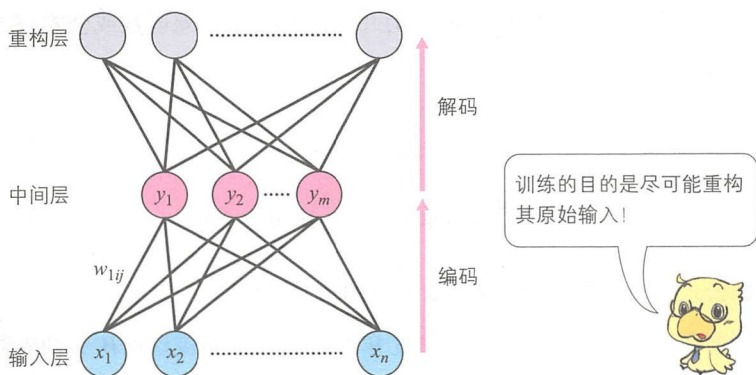 重构层
解码
中间层
y₁ y₂ yₘ
训练的目的是尽可能重构
其原始输入！
w₁ᵢⱼ
编码
输入层
x₁ x₂ xₙ